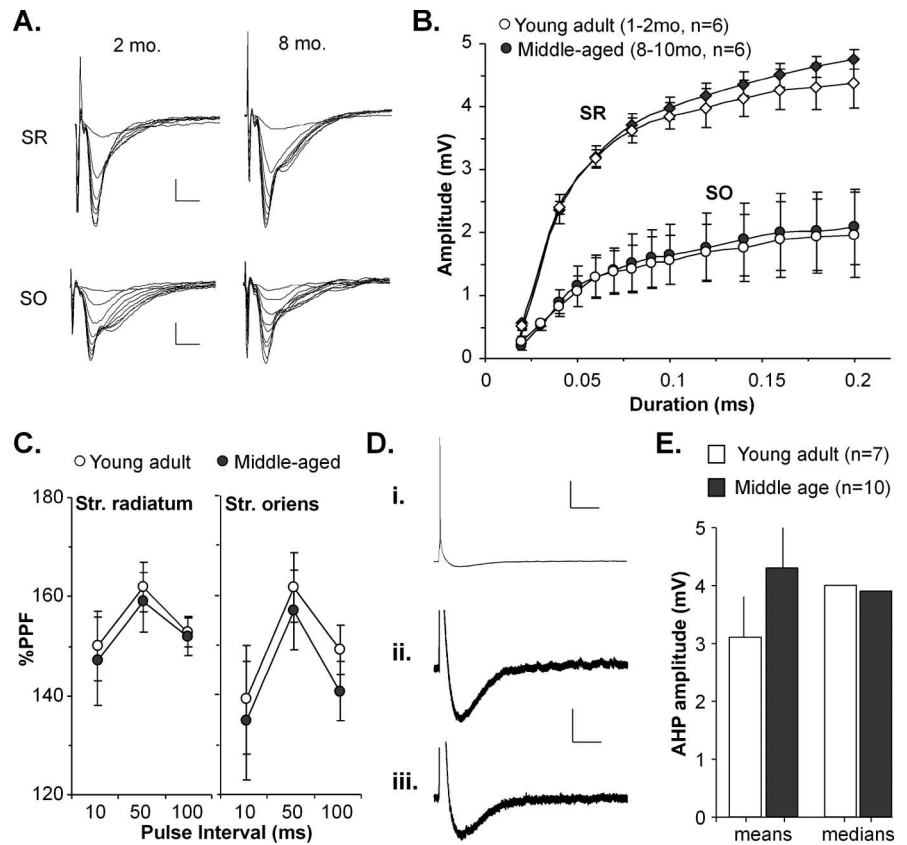 A.
2 mo.
8 mo.
SR
SO
B.
Young adult (1-2mo, n=6)
Middle-aged (8-10mo, n=6)
5
4
3
2
1
0
Amplitude (mV)
SR
SO
0
0.05
0.1
0.15
0.2
Duration (ms)
C.
Young adult
Middle-aged
Str. radiatum
Str. oriens
180
160
140
120
%PPF
10 50 100
10 50 100
Pulse Interval (ms)
D.
i.
ii.
iii.
E.
Young adult (n=7)
Middle age (n=10)
5
4
3
2
1
0
AHP amplitude (mV)
means
medians